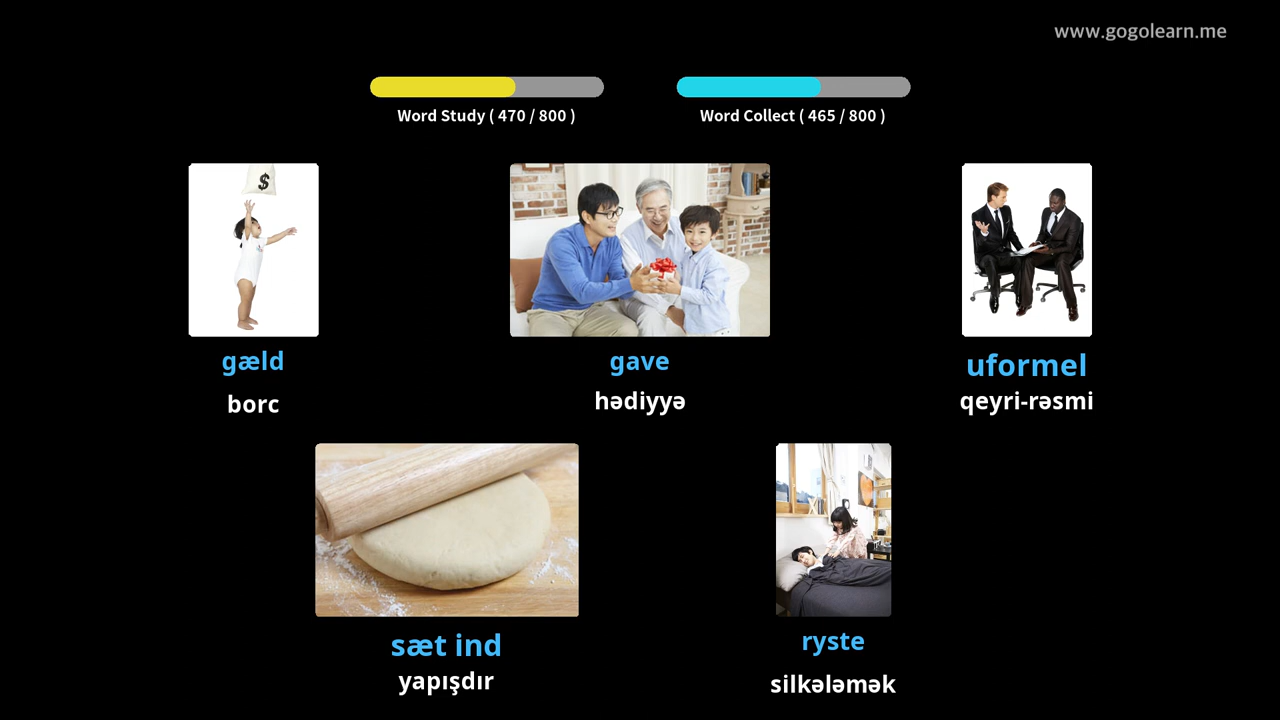 www.gogolearn.me
Word Study ( 470 / 800 )
Word Collect ( 465 / 800 )
$
gæld
borc
gave
hədiyyə
uformel
qeyri-rəsmi
sæt ind
yapışdır
ryste
silkələmək